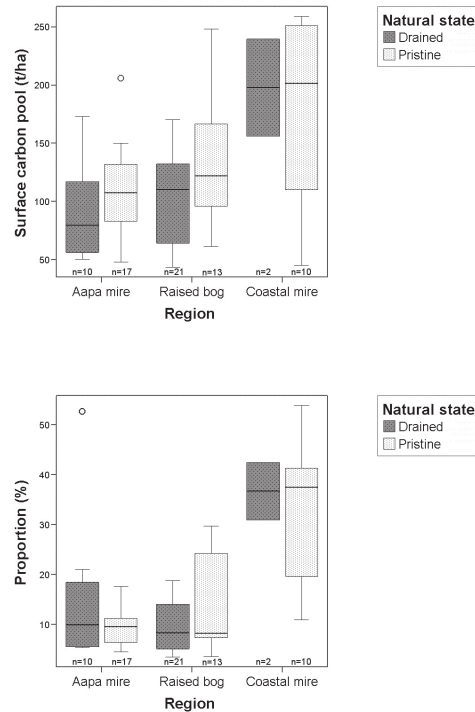 Natural state
Drained
Pristine
Surface carbon pool (t/ha)
250
200
150
100
50
n=10 n=17 n=21 n=13 n=2 n=10
Aapa mire Raised bog Coastal mire
Region
Natural state
Drained
Pristine
Proportion (%)
50
40
30
20
10
n=10 n=17 n=21 n=13 n=2 n=10
Aapa mire Raised bog Coastal mire
Region